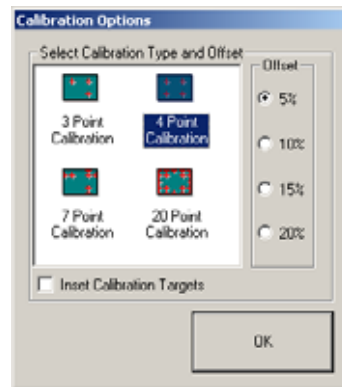 Calibration Options
Select Calibration Type and Offset
Offset
3 Point
Calibration
4 Point
Calibration
7 Point
Calibration
20 Point
Calibration
5%
10%
15%
20%
Inset Calibration Targets
OK